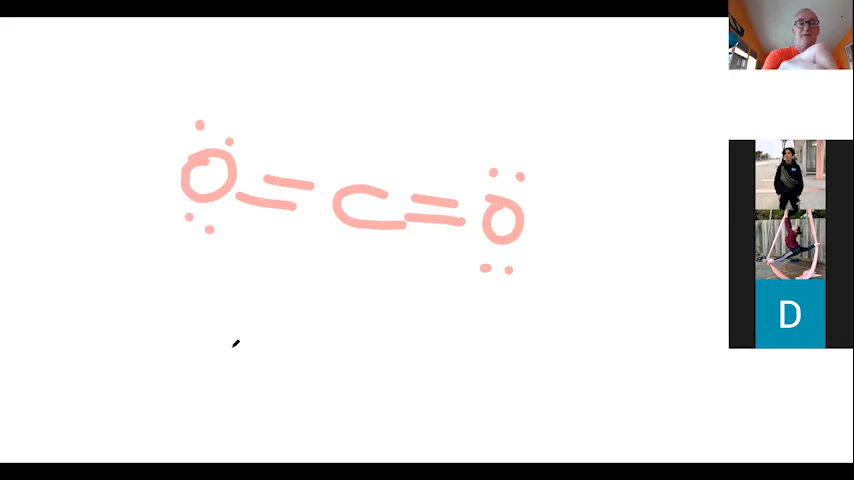 O = C = O
D